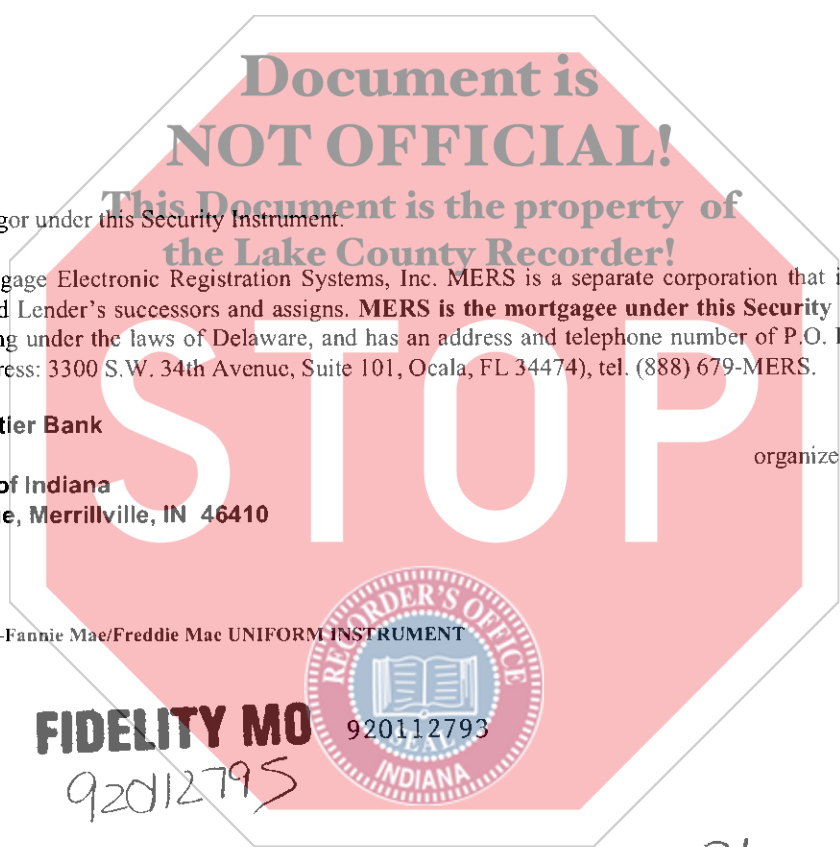 Document is
NOT OFFICIAL!
This Document is the property of
the Lake County Recorder!
gor under this Security Instrument.
gage Electronic Registration Systems, Inc. MERS is a separate corporation that i
d Lender's successors and assigns. MERS is the mortgagee under this Security
ng under the laws of Delaware, and has an address and telephone number of P.O.
ress: 3300 S.W. 34th Avenue, Suite 101, Ocala, FL 34474), tel. (888) 679-MERS.
tier Bank
organize
of Indiana
e, Merrillville, IN 46410
STOP
-Fannie Mae/Freddie Mac UNIFORM INSTRUMENT
RECORDER'S OFFICE
SEAL
INDIANA
FIDELITY MO 920112793
92012795